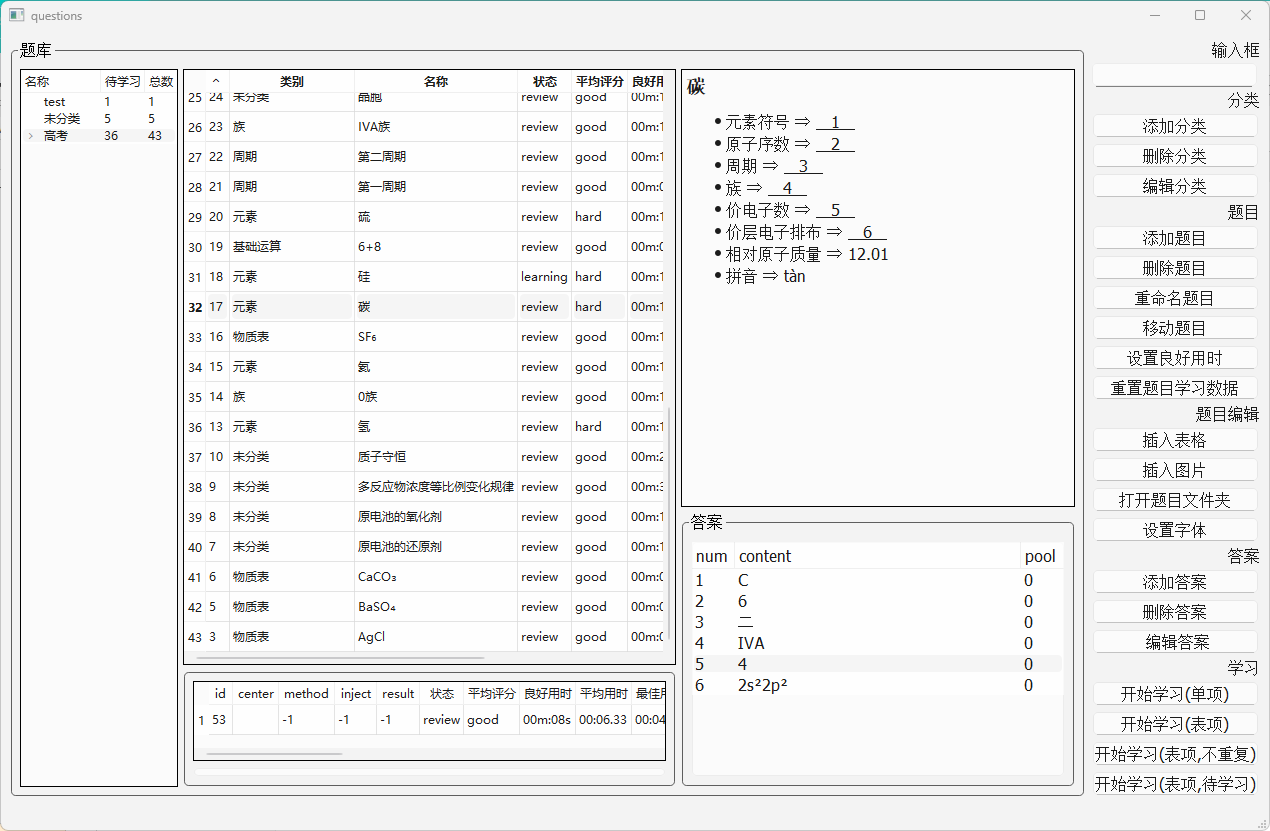 questions
题库
名称 待学习 总数
test 1 1
未分类 5 5
高考 36 43
^ 类别 名称 状态 平均评分 良好用
25 24 未分类 晶胞 review good 00m:1
26 23 族 IVA族 review good 00m:1
27 22 周期 第二周期 review good 00m:1
28 21 周期 第一周期 review good 00m:0
29 20 元素 硫 review hard 00m:1
30 19 基础运算 6+8 review good 00m:0
31 18 元素 硅 learning hard 00m:1
32 17 元素 碳 review hard 00m:1
33 16 物质表 SF₆ review good 00m:1
34 15 元素 氦 review good 00m:1
35 14 族 0族 review good 00m:1
36 13 元素 氢 review hard 00m:1
37 10 未分类 质子守恒 review good 00m:2
38 9 未分类 多反应物浓度等比例变化规律 review good 00m:3
39 8 未分类 原电池的氧化剂 review good 00m:1
40 7 未分类 原电池的还原剂 review good 00m:1
41 6 物质表 CaCO₃ review good 00m:0
42 5 物质表 BaSO₄ review good 00m:0
43 3 物质表 AgCl review good 00m:0
id center method inject result 状态 平均评分 良好用时 平均用时 最佳用
1 53 -1 -1 -1 review good 00m:08s 00:06.33 00:04
碳
• 元素符号 ⇒ __1__
• 原子序数 ⇒ __2__
• 周期 ⇒ __3__
• 族 ⇒ __4__
• 价电子数 ⇒ __5__
• 价层电子排布 ⇒ __6__
• 相对原子质量 ⇒ 12.01
• 拼音 ⇒ tàn
答案
num content pool
1 C 0
2 6 0
3 二 0
4 IVA 0
5 4 0
6 2s²2p² 0
输入框
分类
添加分类
删除分类
编辑分类
题目
添加题目
删除题目
重命名题目
移动题目
设置良好用时
重置题目学习数据
题目编辑
插入表格
插入图片
打开题目文件夹
设置字体
答案
添加答案
删除答案
编辑答案
学习
开始学习(单项)
开始学习(表项)
开始学习(表项,不重复)
开始学习(表项,待学习)